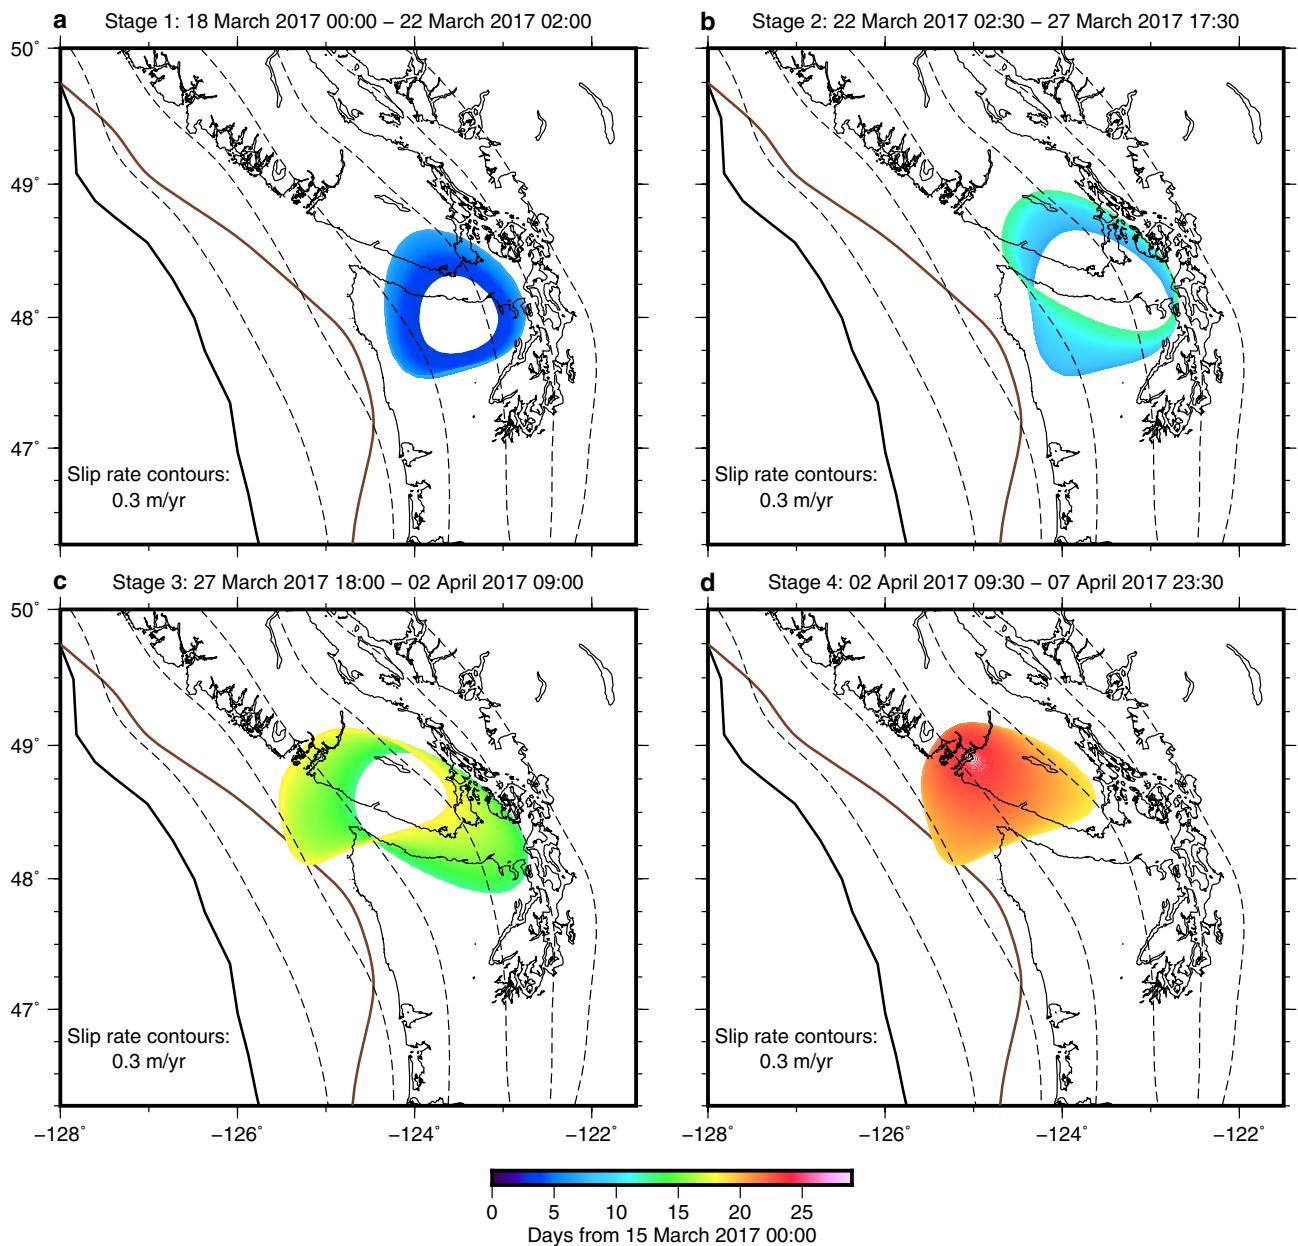 a Stage 1: 18 March 2017 00:00 − 22 March 2017 02:00
b Stage 2: 22 March 2017 02:30 − 27 March 2017 17:30
50˚
49˚
48˚
47˚
Slip rate contours:
0.3 m/yr
Slip rate contours:
0.3 m/yr
c Stage 3: 27 March 2017 18:00 − 02 April 2017 09:00
d Stage 4: 02 April 2017 09:30 − 07 April 2017 23:30
50˚
49˚
48˚
47˚
Slip rate contours:
0.3 m/yr
Slip rate contours:
0.3 m/yr
−128˚ −126˚ −124˚ −122˚
−128˚ −126˚ −124˚ −122˚
0 5 10 15 20 25
Days from 15 March 2017 00:00